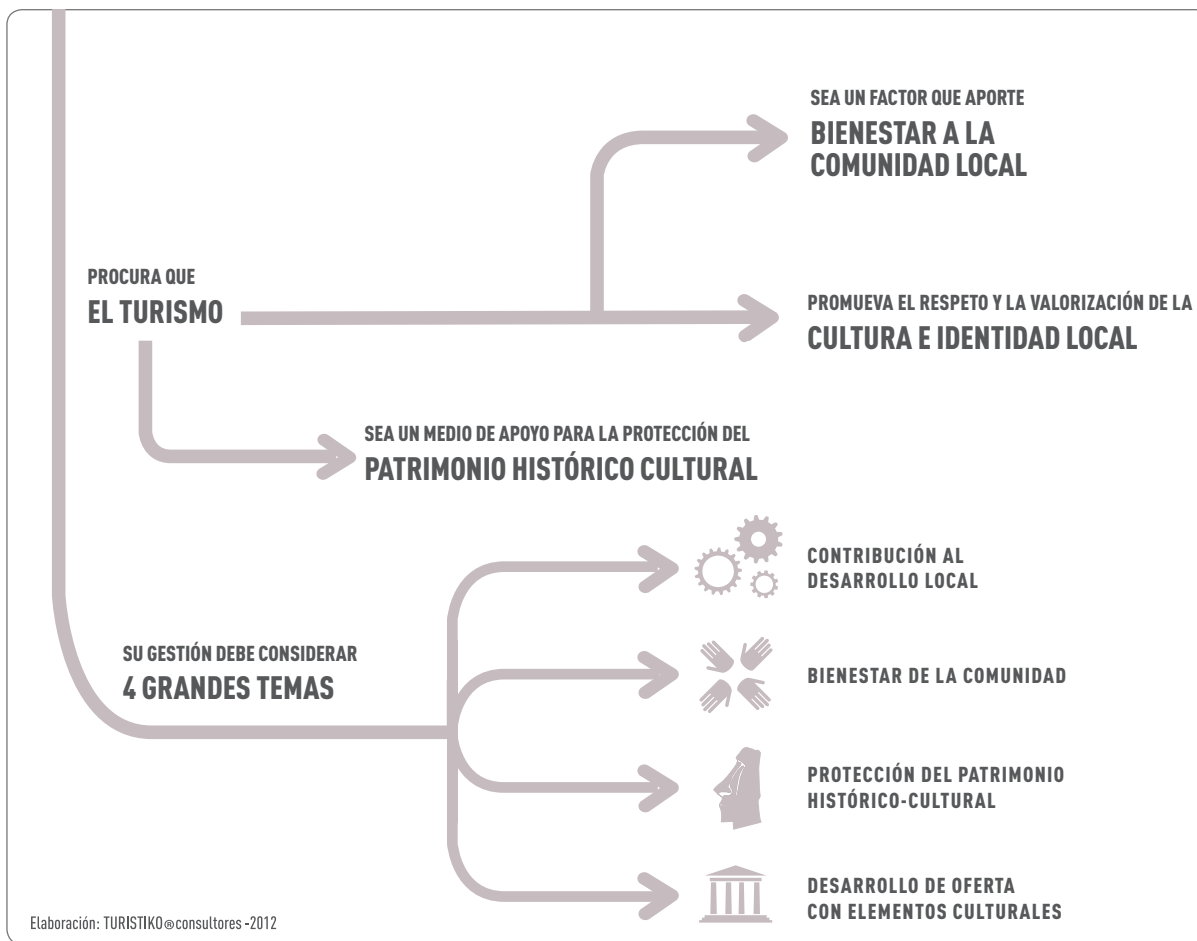 SEA UN FACTOR QUE APORTE
BIENESTAR A LA
COMUNIDAD LOCAL
PROCURA QUE
EL TURISMO
PROMUEVA EL RESPETO Y LA VALORIZACIÓN DE LA
CULTURA E IDENTIDAD LOCAL
SEA UN MEDIO DE APOYO PARA LA PROTECCIÓN DEL
PATRIMONIO HISTÓRICO CULTURAL
SU GESTIÓN DEBE CONSIDERAR
4 GRANDES TEMAS
CONTRIBUCIÓN AL
DESARROLLO LOCAL
BIENESTAR DE LA COMUNIDAD
PROTECCIÓN DEL PATRIMONIO
HISTÓRICO-CULTURAL
DESARROLLO DE OFERTA
CON ELEMENTOS CULTURALES
Elaboración: TURISTIKO®consultores -2012